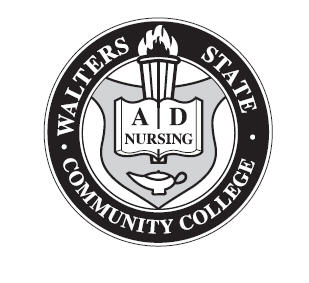 WALTERS STATE
COMMUNITY COLLEGE
A D
NURSING